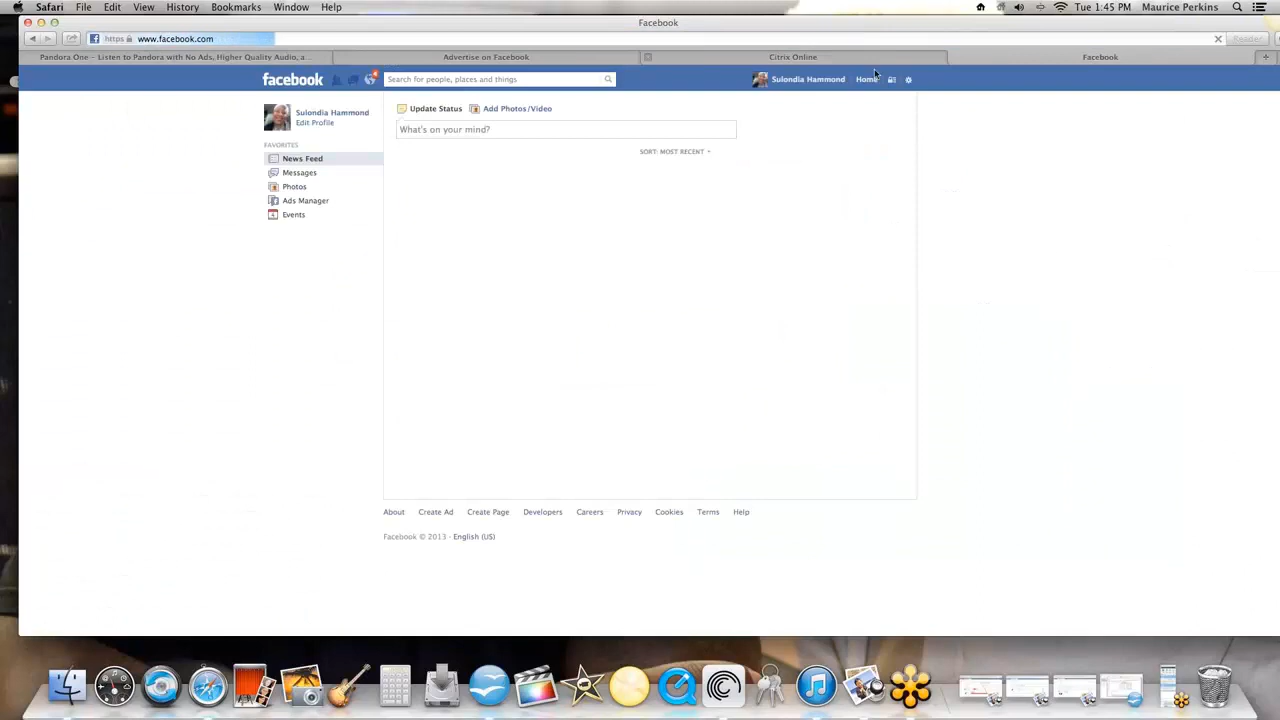 Safari File Edit View History Bookmarks Window Help Tue 1:45 PM Maurice Perkins
Facebook
https www.facebook.com Reader
Pandora One – Listen to Pandora with No Ads, Higher Quality Audio, a... Advertise on Facebook Citrix Online Facebook
facebook Search for people, places and things Sulondia Hammond Home
Sulondia Hammond
Edit Profile
Update Status Add Photos/Video
What's on your mind?
FAVORITES
SORT: MOST RECENT
News Feed
Messages
Photos
Ads Manager
Events
About Create Ad Create Page Developers Careers Privacy Cookies Terms Help
Facebook © 2013 · English (US)